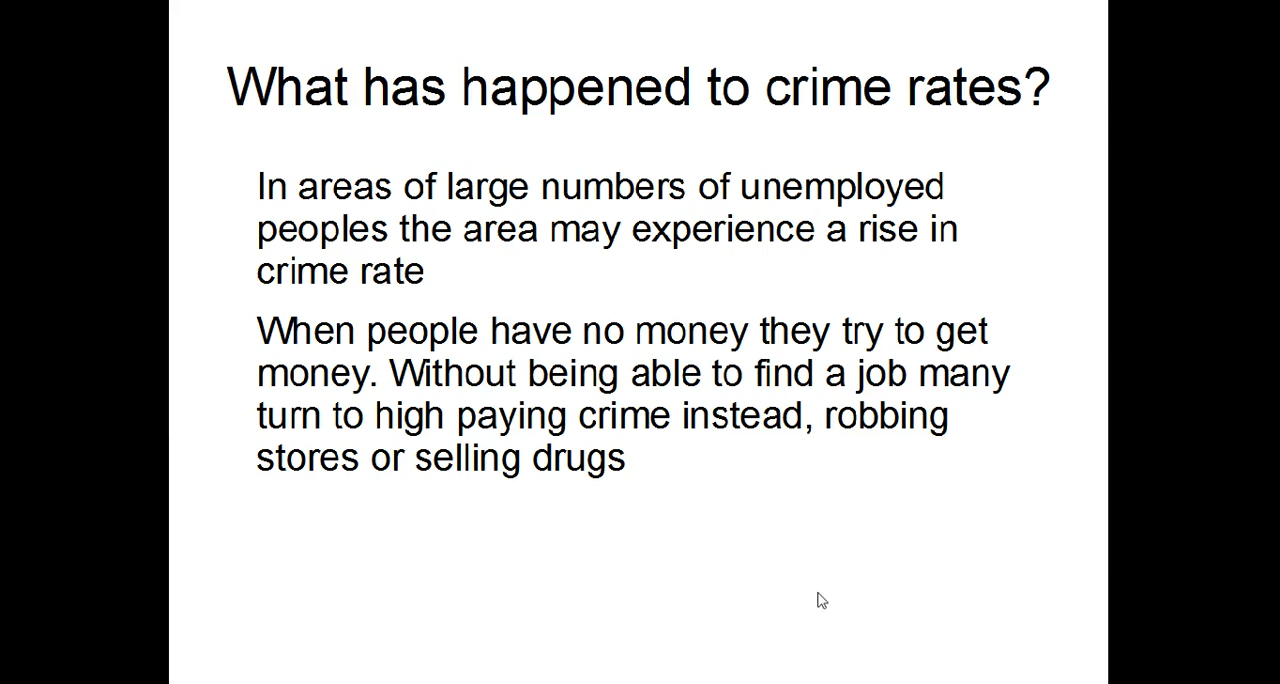 What has happened to crime rates?
In areas of large numbers of unemployed
peoples the area may experience a rise in
crime rate
When people have no money they try to get
money. Without being able to find a job many
turn to high paying crime instead, robbing
stores or selling drugs